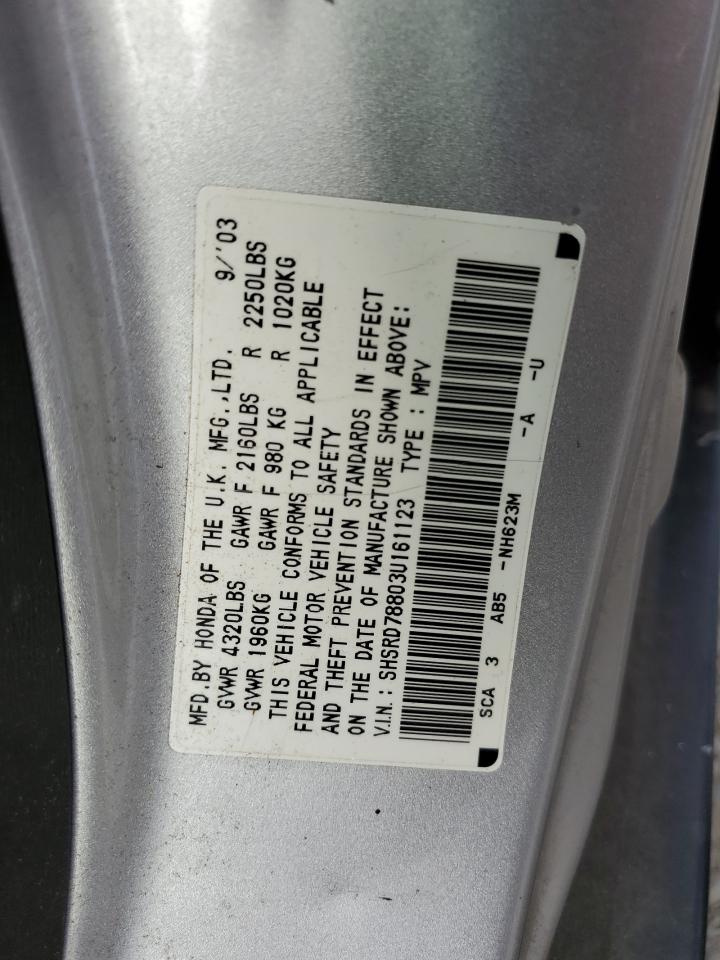 MFD.BY HONDA OF THE U.K. MFG.,LTD. 9/'03
GVWR 4320LBS GAWR F 2160LBS R 2250LBS
GVWR 1960KG GAWR F 980 KG R 1020KG
THIS VEHICLE CONFORMS TO ALL APPLICABLE
FEDERAL MOTOR VEHICLE SAFETY
AND THEFT PREVENTION STANDARDS IN EFFECT
ON THE DATE OF MANUFACTURE SHOWN ABOVE:
V.I.N.: SHSRD78803U161123 TYPE : MPV
SCA 3 AB5 -NH623M -A -U